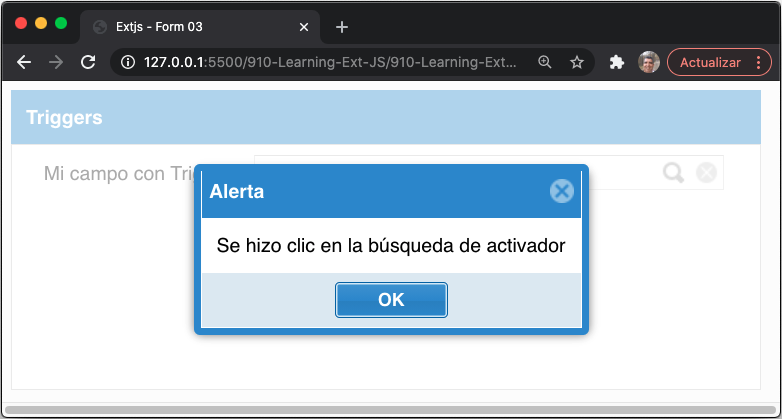 Extjs - Form 03
127.0.0.1:5500/910-Learning-Ext-JS/910-Learning-Ext...
Actualizar
Triggers
Mi campo con Tri
Alerta
Se hizo clic en la búsqueda de activador
OK